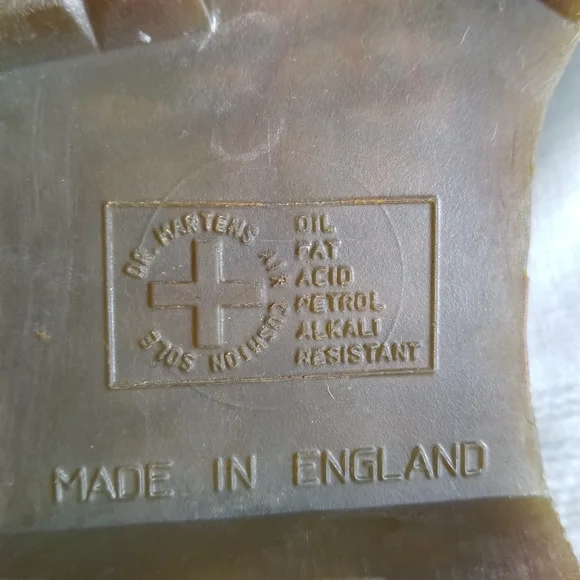 DR. MARTENS AIR CUSHION SOLE
OIL
FAT
ACID
PETROL
ALKALI
RESISTANT
MADE IN ENGLAND